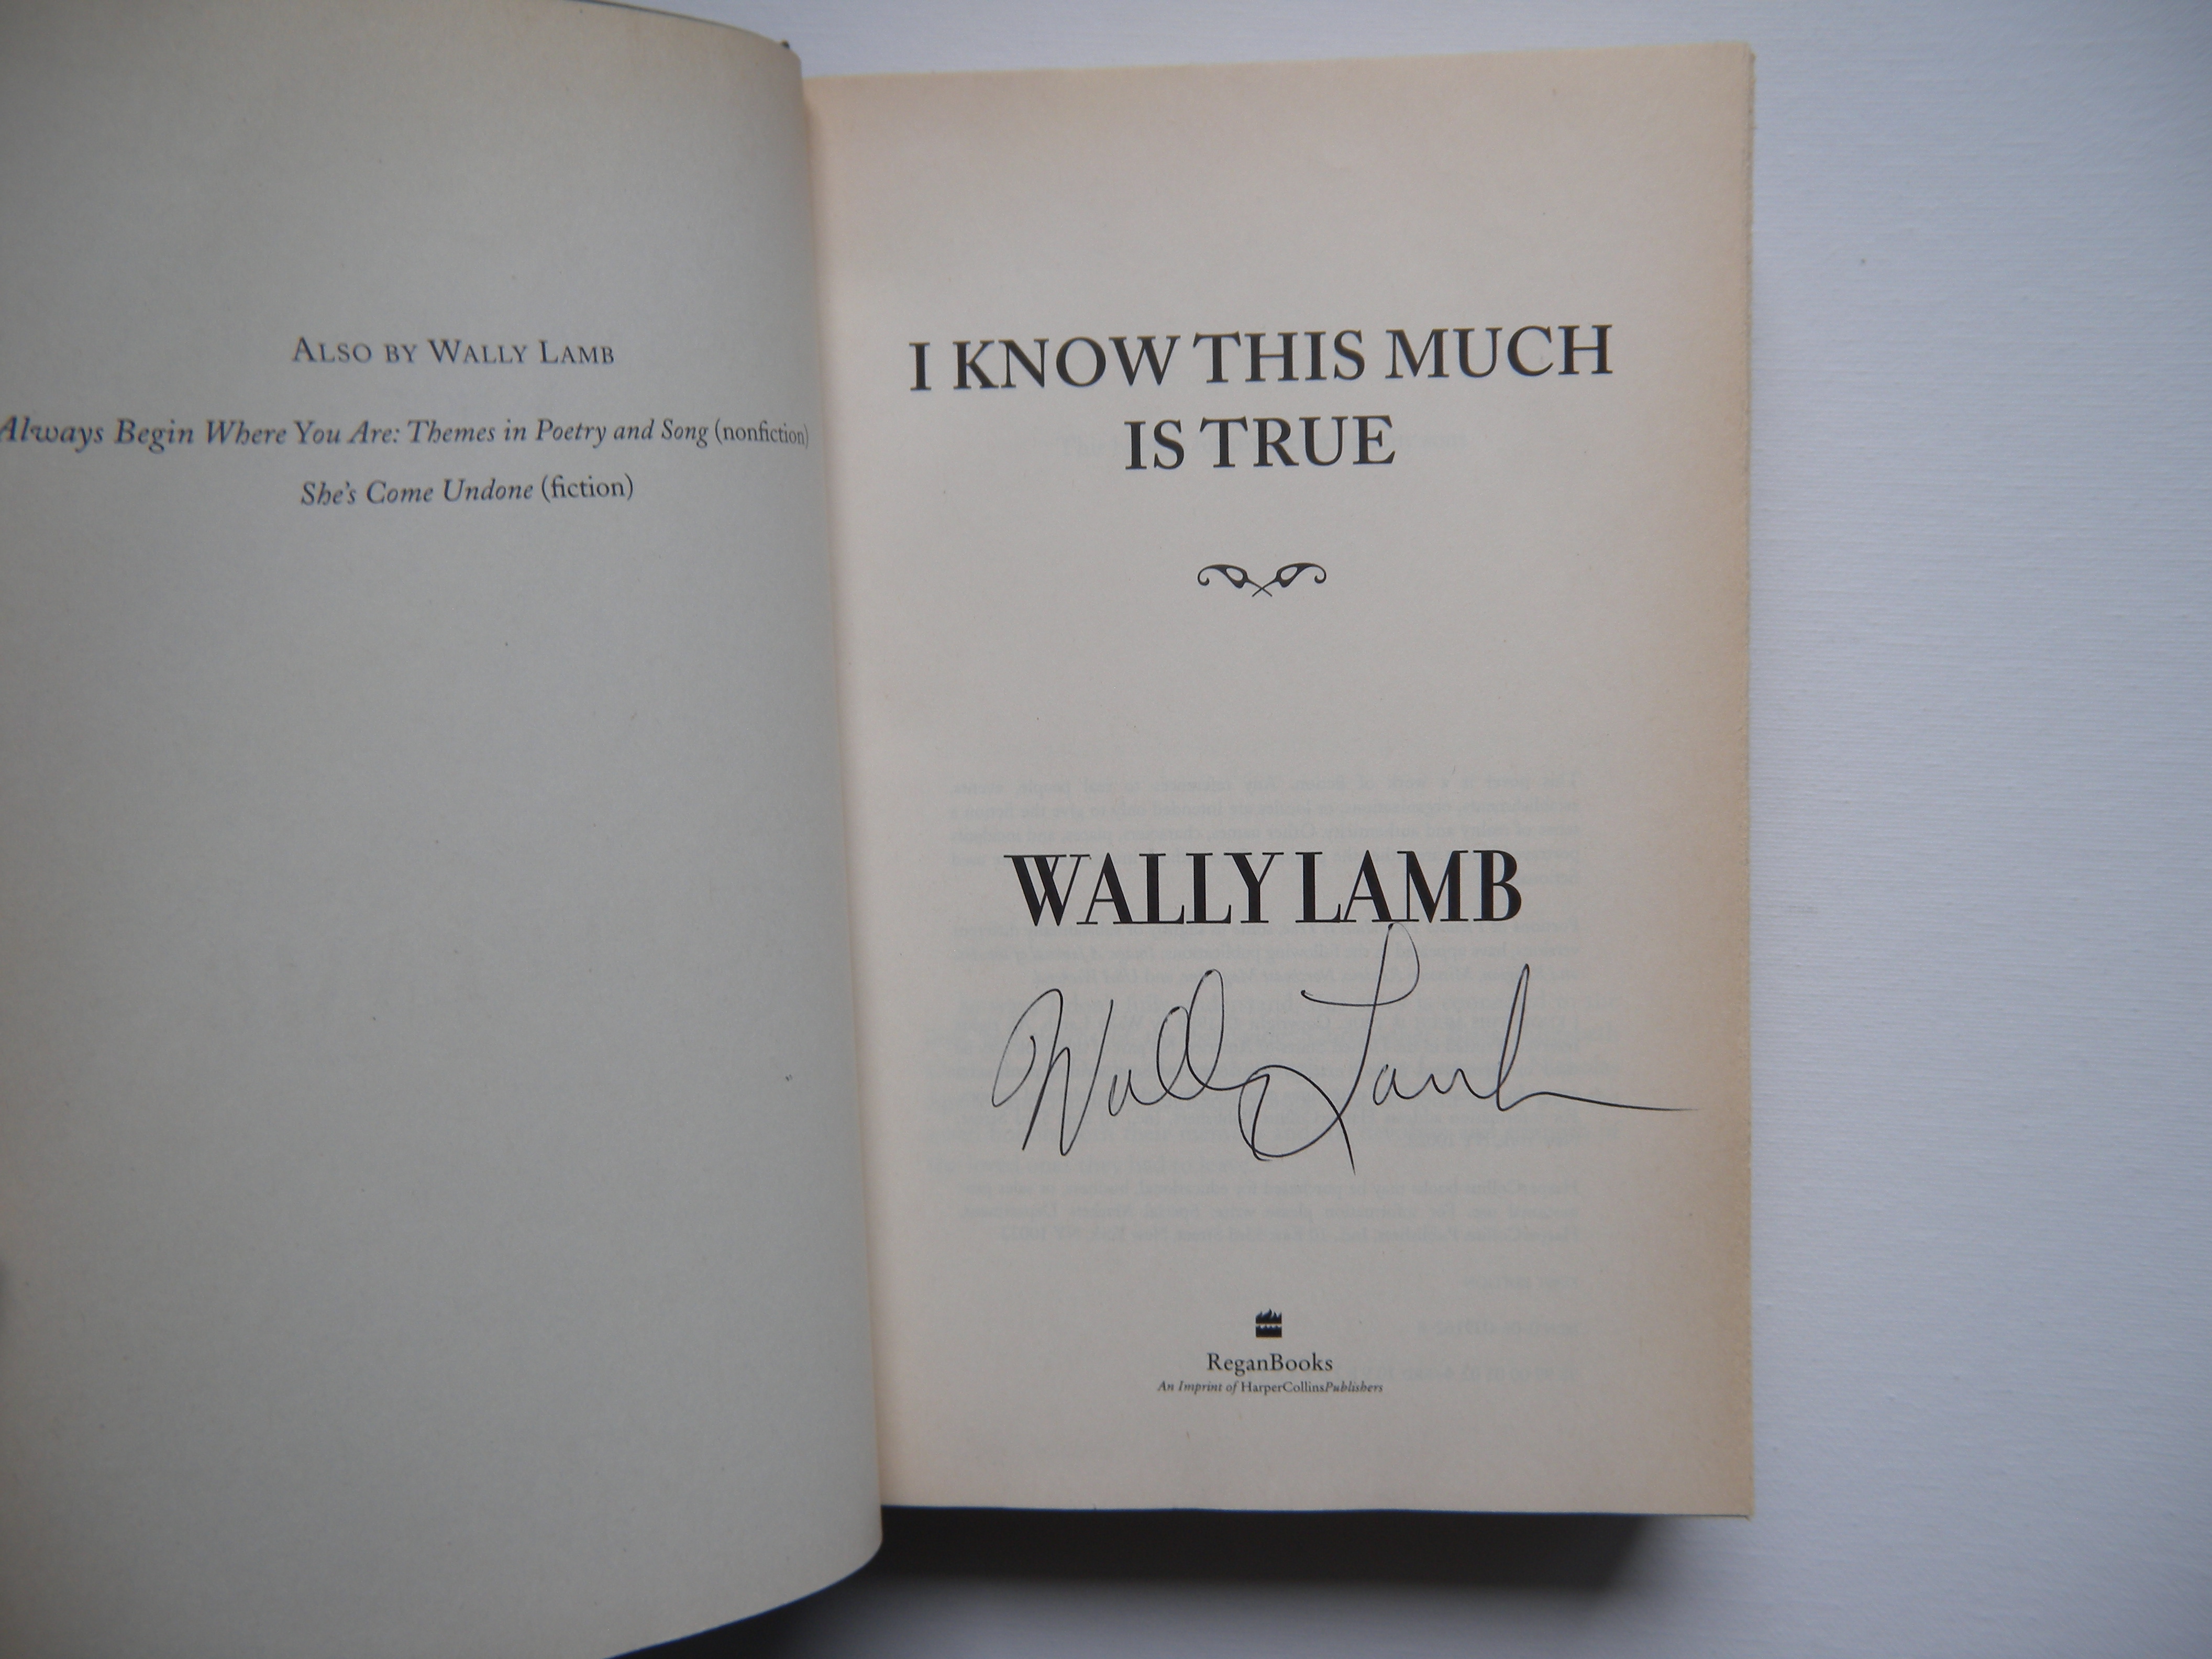 ALSO BY WALLY LAMB
Always Begin Where You Are: Themes in Poetry and Song (nonfiction)
She's Come Undone (fiction)
I KNOW THIS MUCH
IS TRUE
WALLY LAMB
Wally Lamb
ReganBooks
An Imprint of HarperCollinsPublishers